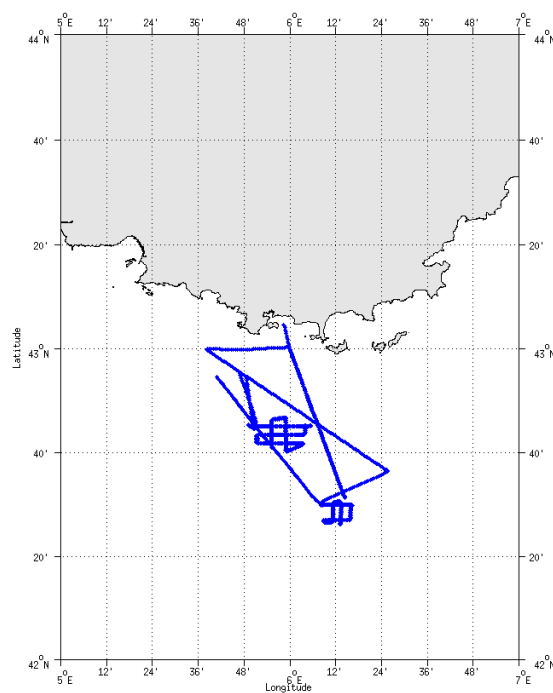 5°E 12' 24' 36' 48' 6°E 12' 24' 36' 48' 7°E
44°N 44°N
40' 40'
20' 20'
Latitude
43°N 43°N
40' 40'
20' 20'
42°N 42°N
5°E 12' 24' 36' 48' 6°E 12' 24' 36' 48' 7°E
Longitude